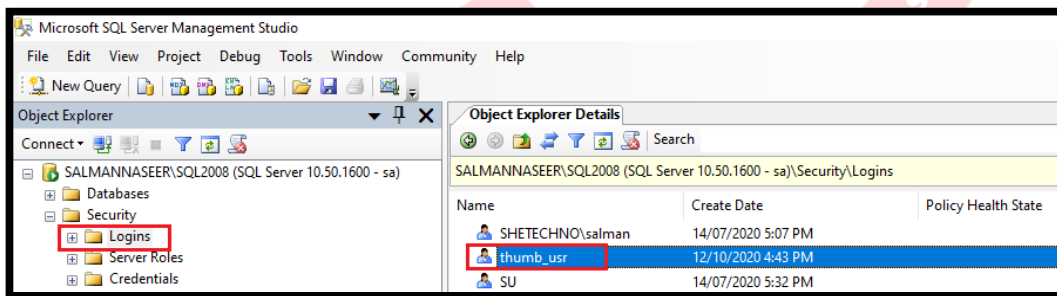 Microsoft SQL Server Management Studio
File Edit View Project Debug Tools Window Community Help
New Query
Object Explorer
Connect
SALMANNASEER\SQL2008 (SQL Server 10.50.1600 - sa)
Databases
Security
Logins
Server Roles
Credentials
Object Explorer Details
Search
SALMANNASEER\SQL2008 (SQL Server 10.50.1600 - sa)\Security\Logins
Name Create Date Policy Health State
SHETECHNO\salman 14/07/2020 5:07 PM
thumb_usr 12/10/2020 4:43 PM
SU 14/07/2020 5:32 PM